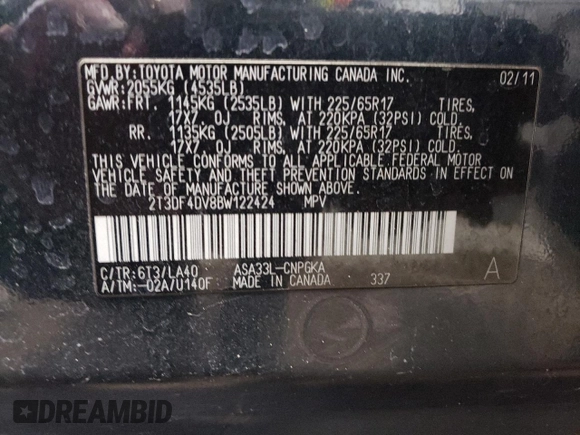 MFD. BY: TOYOTA MOTOR MANUFACTURING CANADA INC. 02/11
GVWR: 2055KG (4535LB)
GAWR: FRT. 1145KG (2535LB) WITH 225/65R17 TIRES,
17X7 0J RIMS, AT 220KPA (32PSI) COLD.
RR. 1135KG (2505LB) WITH 225/65R17 TIRES,
17X7 0J RIMS, AT 220KPA (32PSI) COLD.
THIS VEHICLE CONFORMS TO ALL APPLICABLE FEDERAL MOTOR
VEHICLE SAFETY AND THEFT PREVENTION STANDARDS IN EFFECT ON
THE DATE OF MANUFACTURE SHOWN ABOVE.
2T3DF4DV8BW122424 MPV
C/TR: 6T3/LA40 ASA33L-CNPGKA
A/TM: -02A/U140F MADE IN CANADA 337 A
DREAMBID